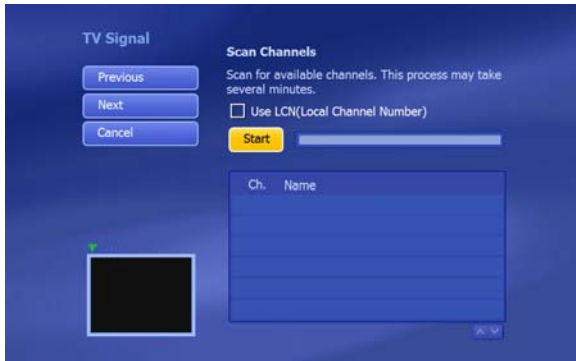 TV Signal
Previous
Next
Cancel
Scan Channels
Scan for available channels. This process may take
several minutes.
Use LCN(Local Channel Number)
Start
Ch. Name